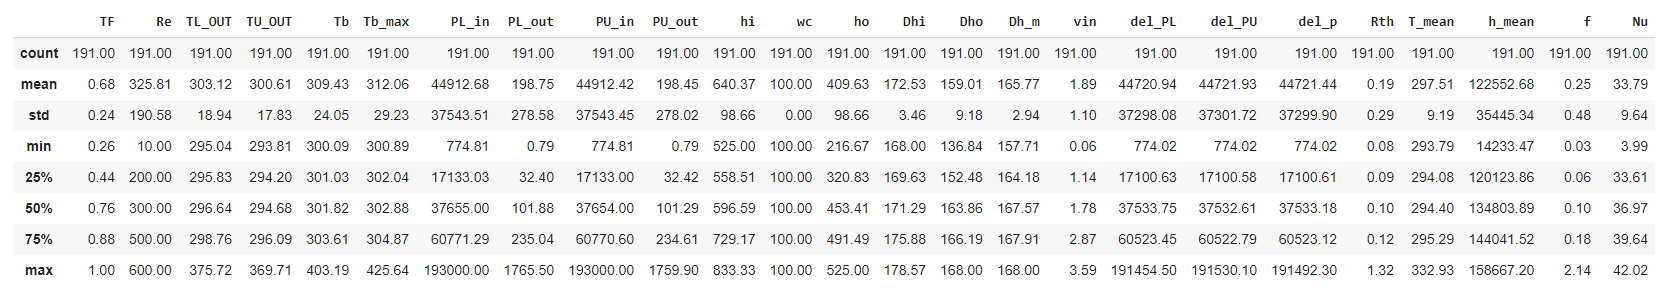 TF Re TL_OUT TU_OUT Tb Tb_max PL_in PL_out PU_in PU_out hi wc ho Dhi Dho Dh_m vin del_PL del_PU del_p Rth T_mean h_mean f Nu
count 191.00 191.00 191.00 191.00 191.00 191.00 191.00 191.00 191.00 191.00 191.00 191.00 191.00 191.00 191.00 191.00 191.00 191.00 191.00 191.00 191.00 191.00 191.00 191.00 191.00
mean 0.68 325.81 303.12 300.61 309.43 312.06 44912.68 198.75 44912.42 198.45 640.37 100.00 409.63 172.53 159.01 165.77 1.89 44720.94 44721.93 44721.44 0.19 297.51 122552.68 0.25 33.79
std 0.24 190.58 18.94 17.83 24.05 29.23 37543.51 278.58 37543.45 278.02 98.66 0.00 98.66 3.46 9.18 2.94 1.10 37298.08 37301.72 37299.90 0.29 9.19 35445.34 0.48 9.64
min 0.26 10.00 295.04 293.81 300.09 300.89 774.81 0.79 774.81 0.79 525.00 100.00 216.67 168.00 136.84 157.71 0.06 774.02 774.02 774.02 0.08 293.79 14233.47 0.03 3.99
25% 0.44 200.00 295.83 294.20 301.03 302.04 17133.03 32.40 17133.00 32.42 558.51 100.00 320.83 169.63 152.48 164.18 1.14 17100.63 17100.58 17100.61 0.09 294.08 120123.86 0.06 33.61
50% 0.76 300.00 296.64 294.68 301.82 302.88 37655.00 101.88 37654.00 101.29 596.59 100.00 453.41 171.29 163.86 167.57 1.78 37533.75 37532.61 37533.18 0.10 294.40 134803.89 0.10 36.97
75% 0.88 500.00 298.76 296.09 303.61 304.87 60771.29 235.04 60770.60 234.61 729.17 100.00 491.49 175.88 166.19 167.91 2.87 60523.45 60522.79 60523.12 0.12 295.29 144041.52 0.18 39.64
max 1.00 600.00 375.72 369.71 403.19 425.64 193000.00 1765.50 193000.00 1759.90 833.33 100.00 525.00 178.57 168.00 168.00 3.59 191454.50 191530.10 191492.30 1.32 332.93 158667.20 2.14 42.02